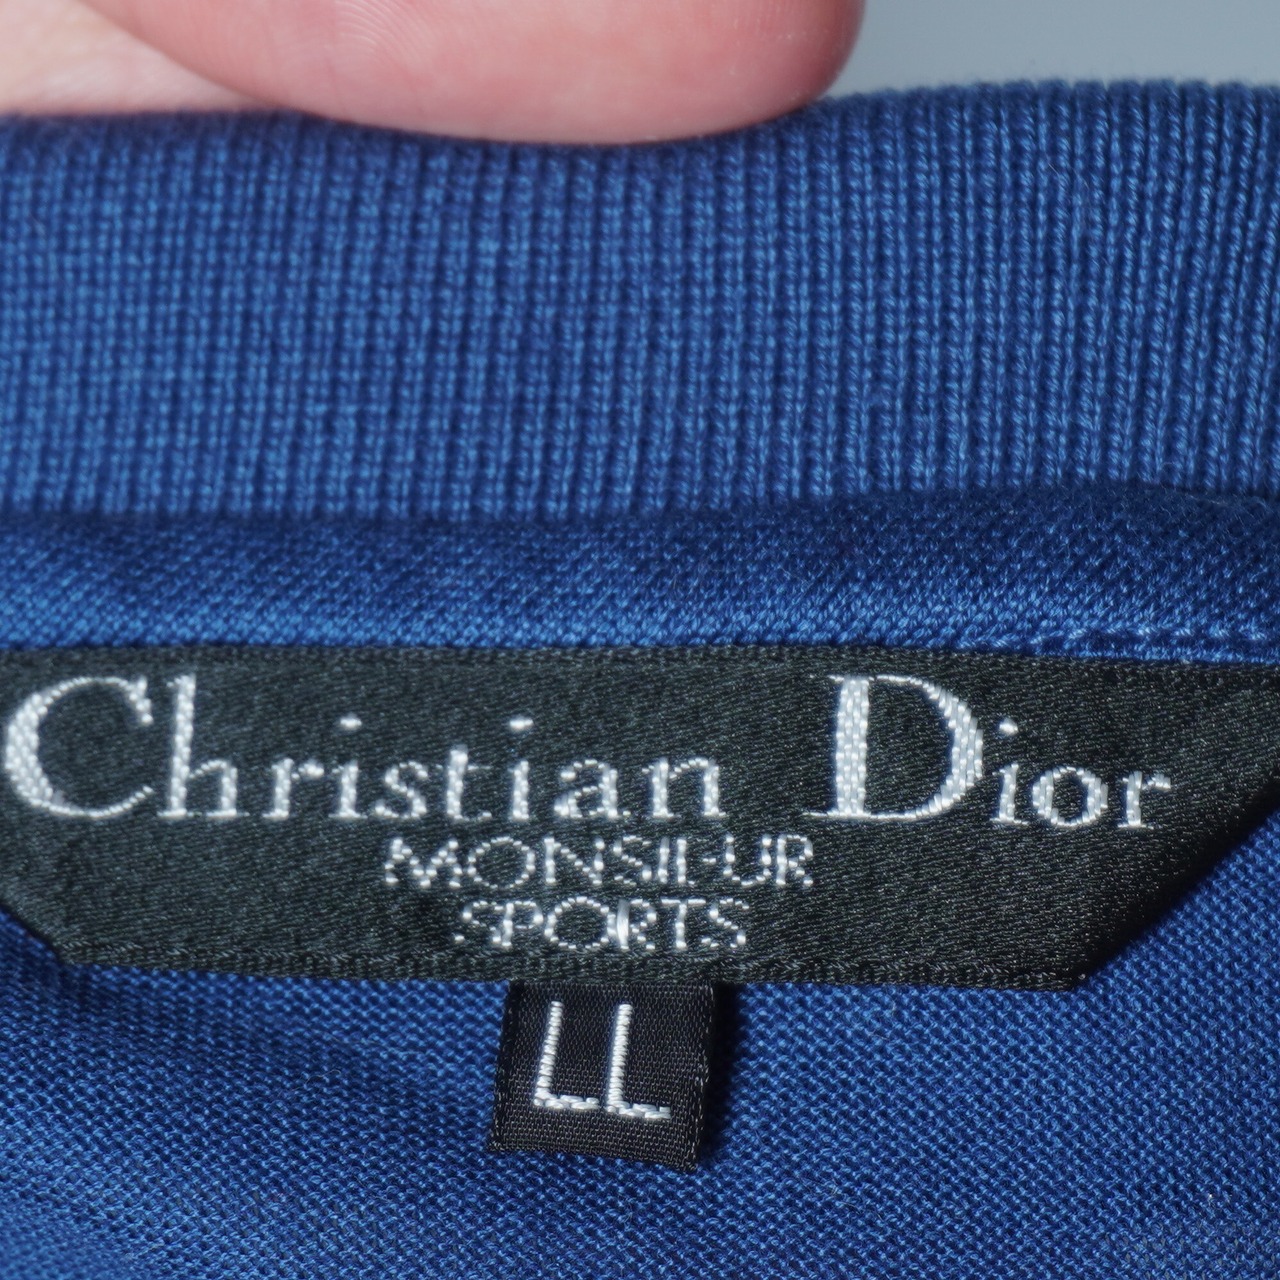 Christian Dior
MONSIEUR
SPORTS
LL